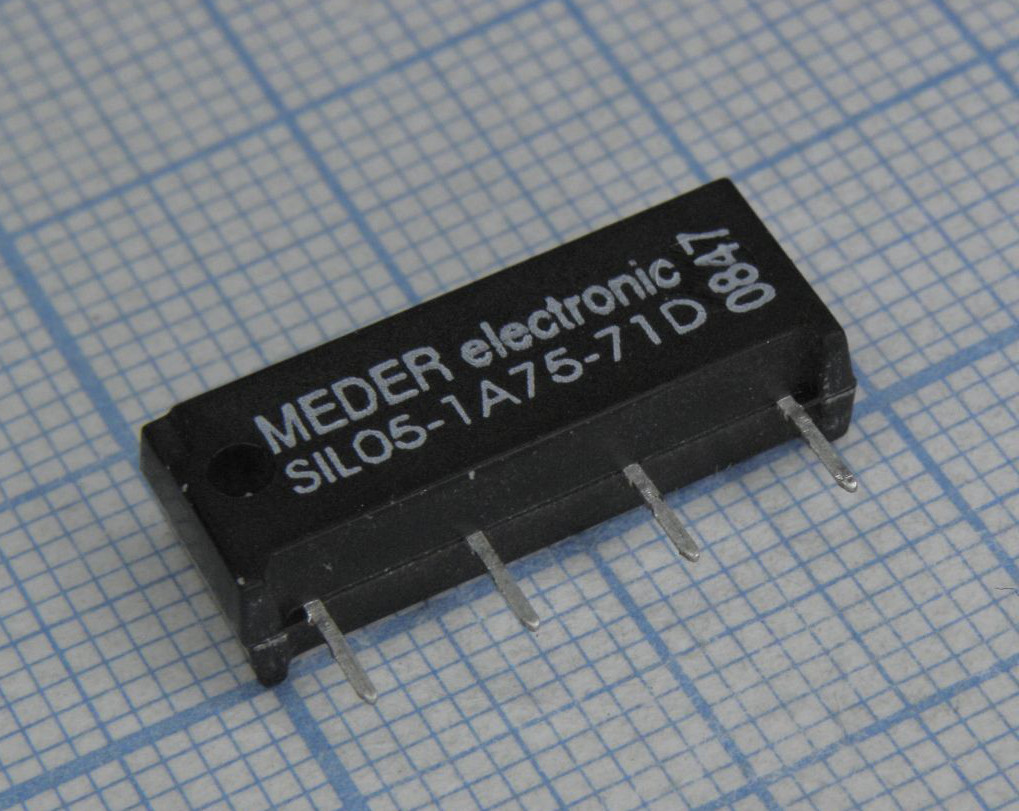 MEDER electronic
SIL05-1A75-71D
0847